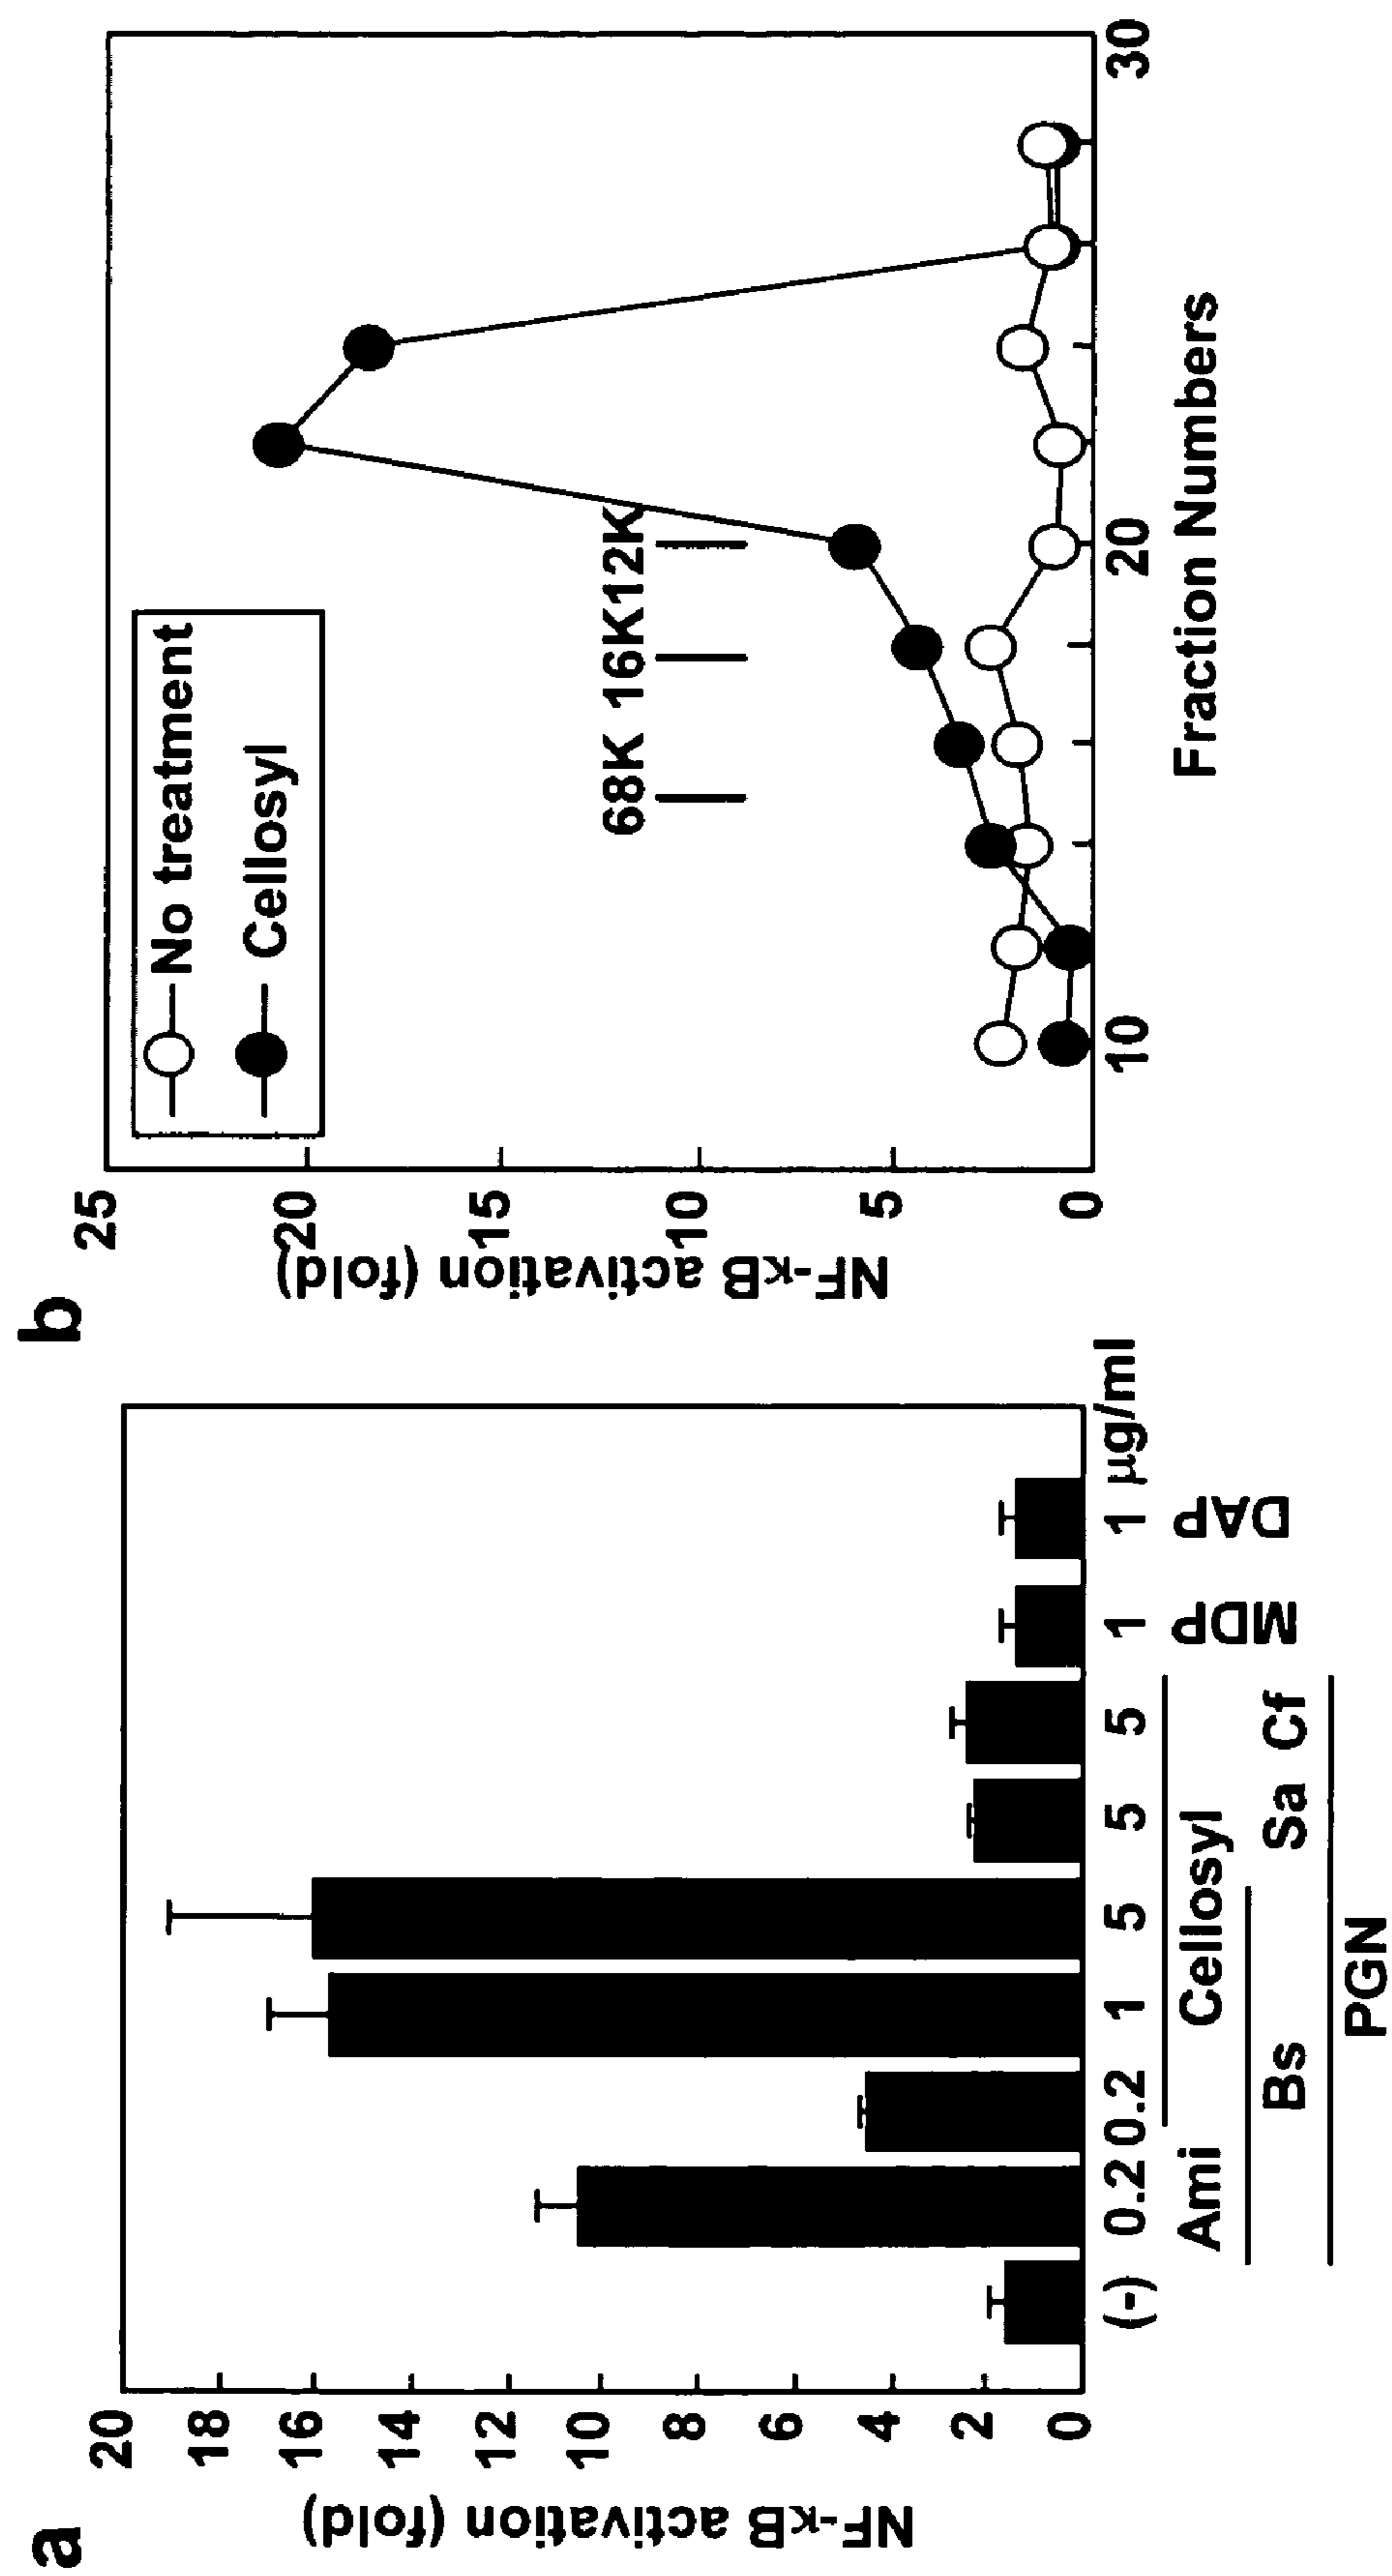 a
NF-κB activation (fold)
20
18
16
14
12
10
8
6
4
2
0
(-) 0.2 0.2 1 5 5 5 1 1 μg/ml
Ami Cellosyl MDP DAP
Bs Sa Cf
PGN
b
NF-κB activation (fold)
25
20
15
10
5
0
No treatment
Cellosyl
68K 16K 12K
10 20 30
Fraction Numbers